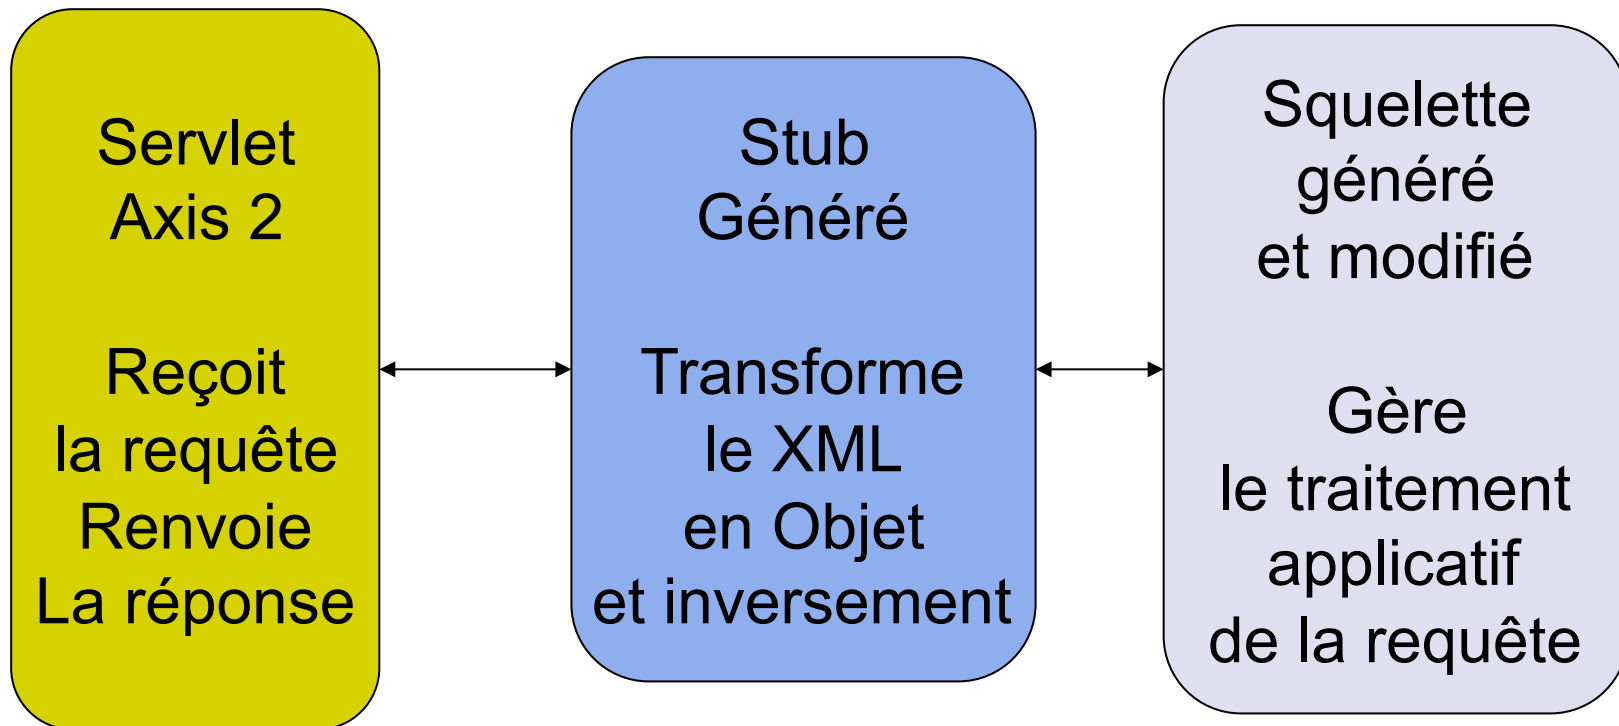 Servlet
Axis 2
Reçoit
la requête
Renvoie
La réponse
Stub
Généré
Transforme
le XML
en Objet
et inversement
Squelette
généré
et modifié
Gère
le traitement
applicatif
de la requête